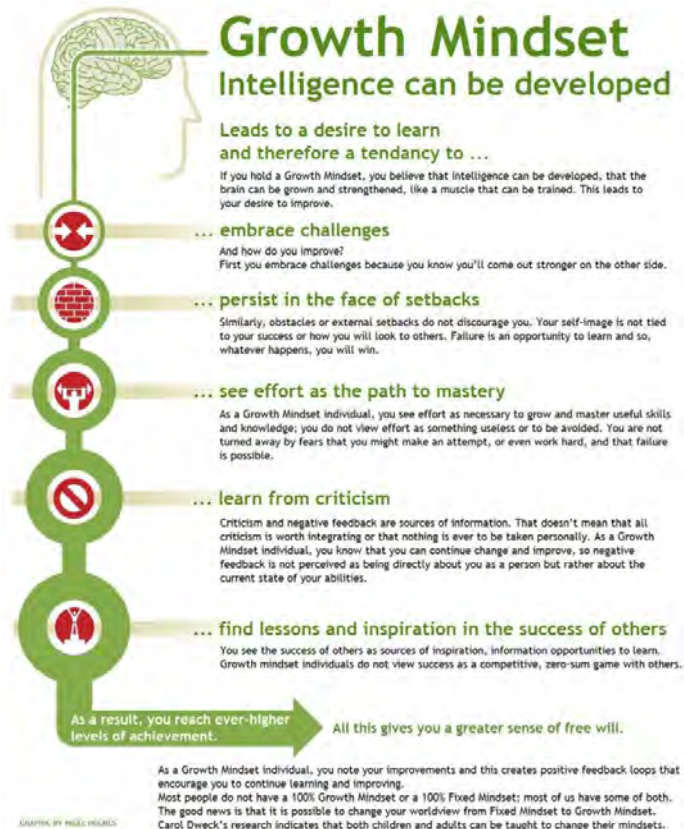 Growth Mindset
Intelligence can be developed
Leads to a desire to learn
and therefore a tendancy to ...
If you hold a Growth Mindset, you believe that intelligence can be developed, that the
brain can be grown and strengthened, like a muscle that can be trained. This leads to
your desire to improve.
... embrace challenges
And how do you improve?
First you embrace challenges because you know you'll come out stronger on the other side.
... persist in the face of setbacks
Similarly, obstacles or external setbacks do not discourage you. Your self-image is not tied
to your success or how you will look to others. Failure is an opportunity to learn and so,
whatever happens, you will win.
... see effort as the path to mastery
As a Growth Mindset individual, you see effort as necessary to grow and master useful skills
and knowledge; you do not view effort as something useless or to be avoided. You are not
turned away by fears that you might make an attempt, or even work hard, and that failure
is possible.
... learn from criticism
Criticism and negative feedback are sources of information. That doesn't mean that all
criticism is worth integrating or that nothing is ever to be taken personally. As a Growth
Mindset individual, you know that you can continue change and improve, so negative
feedback is not perceived as being directly about you as a person but rather about the
current state of your abilities.
... find lessons and inspiration in the success of others
You see the success of others as sources of inspiration, information opportunities to learn.
Growth mindset individuals do not view success as a competitive, zero-sum game with others.
As a result, you reach ever-higher
levels of achievement.
All this gives you a greater sense of free will.
As a Growth Mindset individual, you note your improvements and this creates positive feedback loops that
encourage you to continue learning and improving.
Most people do not have a 100% Growth Mindset or a 100% Fixed Mindset; most of us have some of both.
The good news is that it is possible to change your worldview from Fixed Mindset to Growth Mindset.
Carol Dweck's research indicates that both children and adults can be taught to change their mindsets.
GRAPHIC BY NIGEL HOLMES